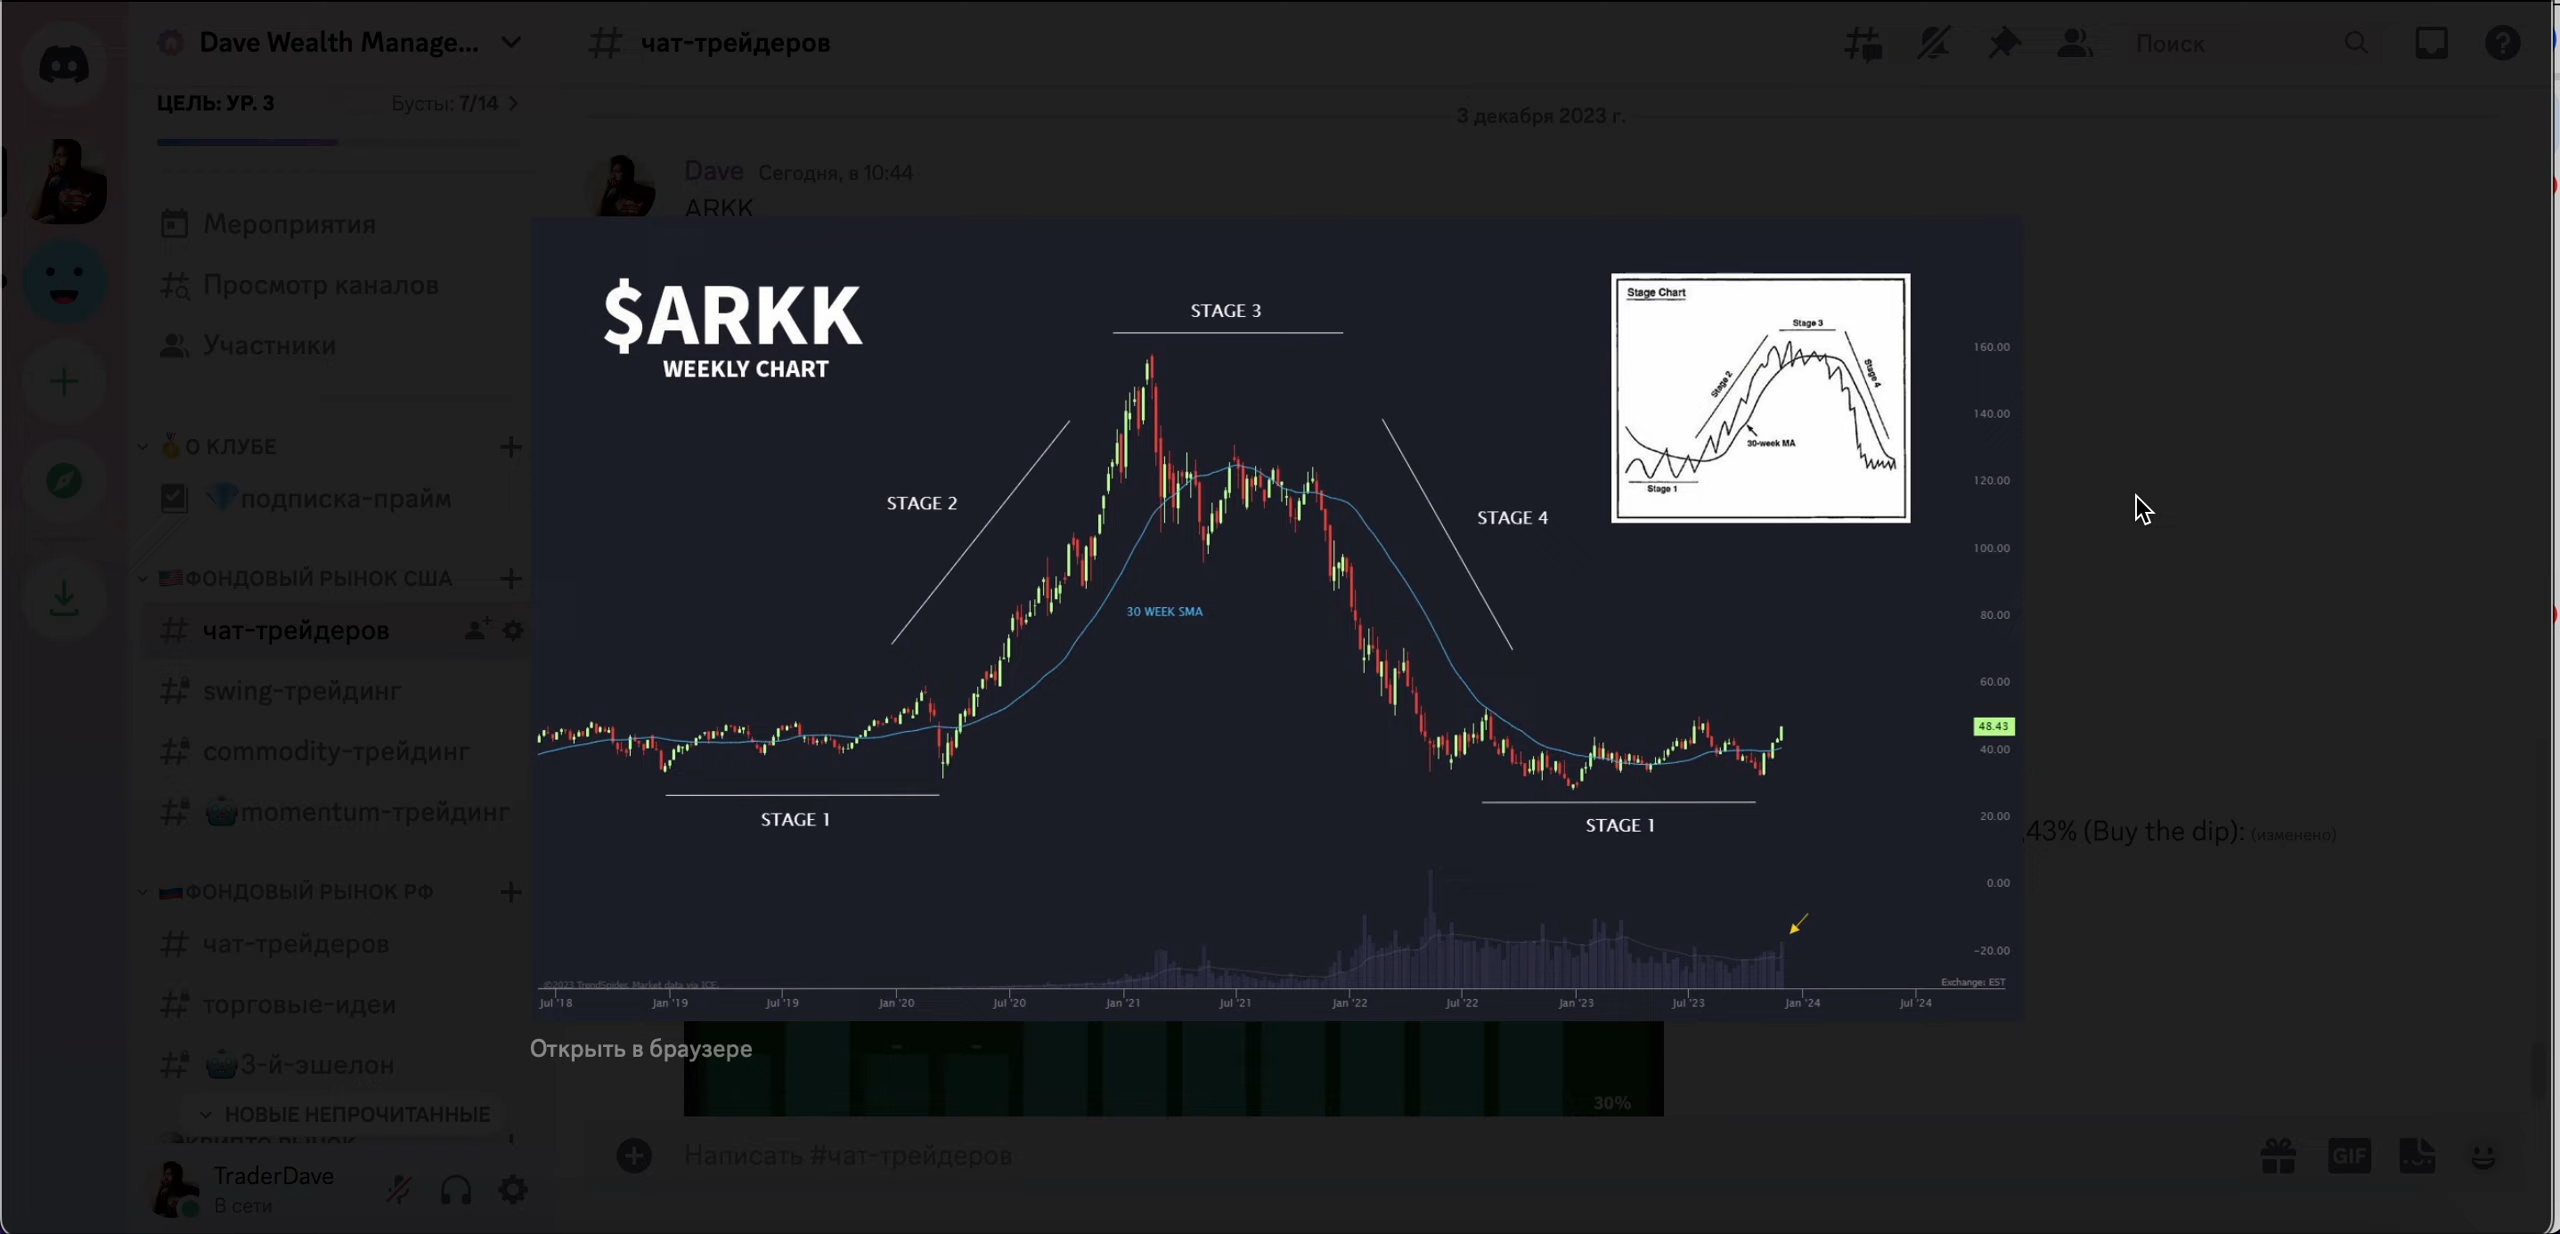 Dave Wealth Manage...
ЦЕЛЬ: УР. 3
Бусты: 7/14
Мероприятия
Просмотр каналов
Участники
О КЛУБЕ
подписка-прайм
ФОНДОВЫЙ РЫНОК США
чат-трейдеров
swing-трейдинг
commodity-трейдинг
momentum-трейдинг
ФОНДОВЫЙ РЫНОК РФ
чат-трейдеров
торговые-идеи
3-й-эшелон
НОВЫЕ НЕПРОЧИТАННЫЕ
TraderDave
В сети
# чат-трейдеров
Поиск
3 декабря 2023 г.
Dave Сегодня, в 10:44
ARKK
$ARKK
WEEKLY CHART
STAGE 3
STAGE 2
STAGE 4
30 WEEK SMA
STAGE 1
STAGE 1
Stage Chart
Stage 3
Stage 2
Stage 4
30-week MA
Stage 1
160.00
140.00
120.00
100.00
80.00
60.00
48.43
40.00
20.00
0.00
-20.00
Exchange: EST
©2023 TrendSpider. Market data via ICE.
Jul '18
Jan '19
Jul '19
Jan '20
Jul '20
Jan '21
Jul '21
Jan '22
Jul '22
Jan '23
Jul '23
Jan '24
Jul '24
,43% (Buy the dip): (изменено)
Открыть в браузере
30%
Написать #чат-трейдеров
GIF